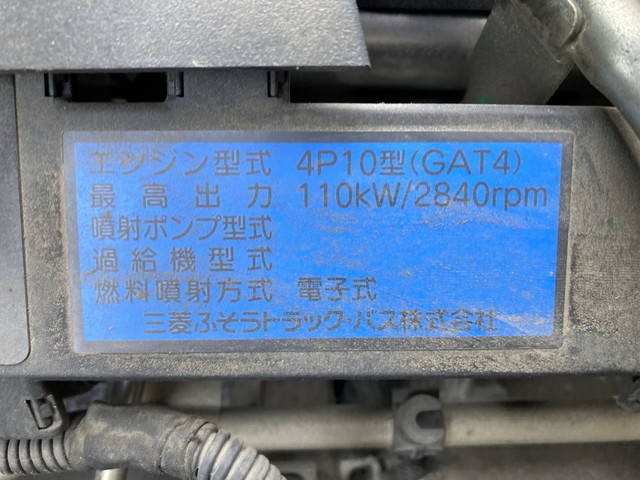 エンジン型式 4P10型(GAT4)
最高出力 110kW/2840rpm
噴射ポンプ型式
過給機型式
燃料噴射方式 電子式
三菱ふそうトラック・バス株式会社